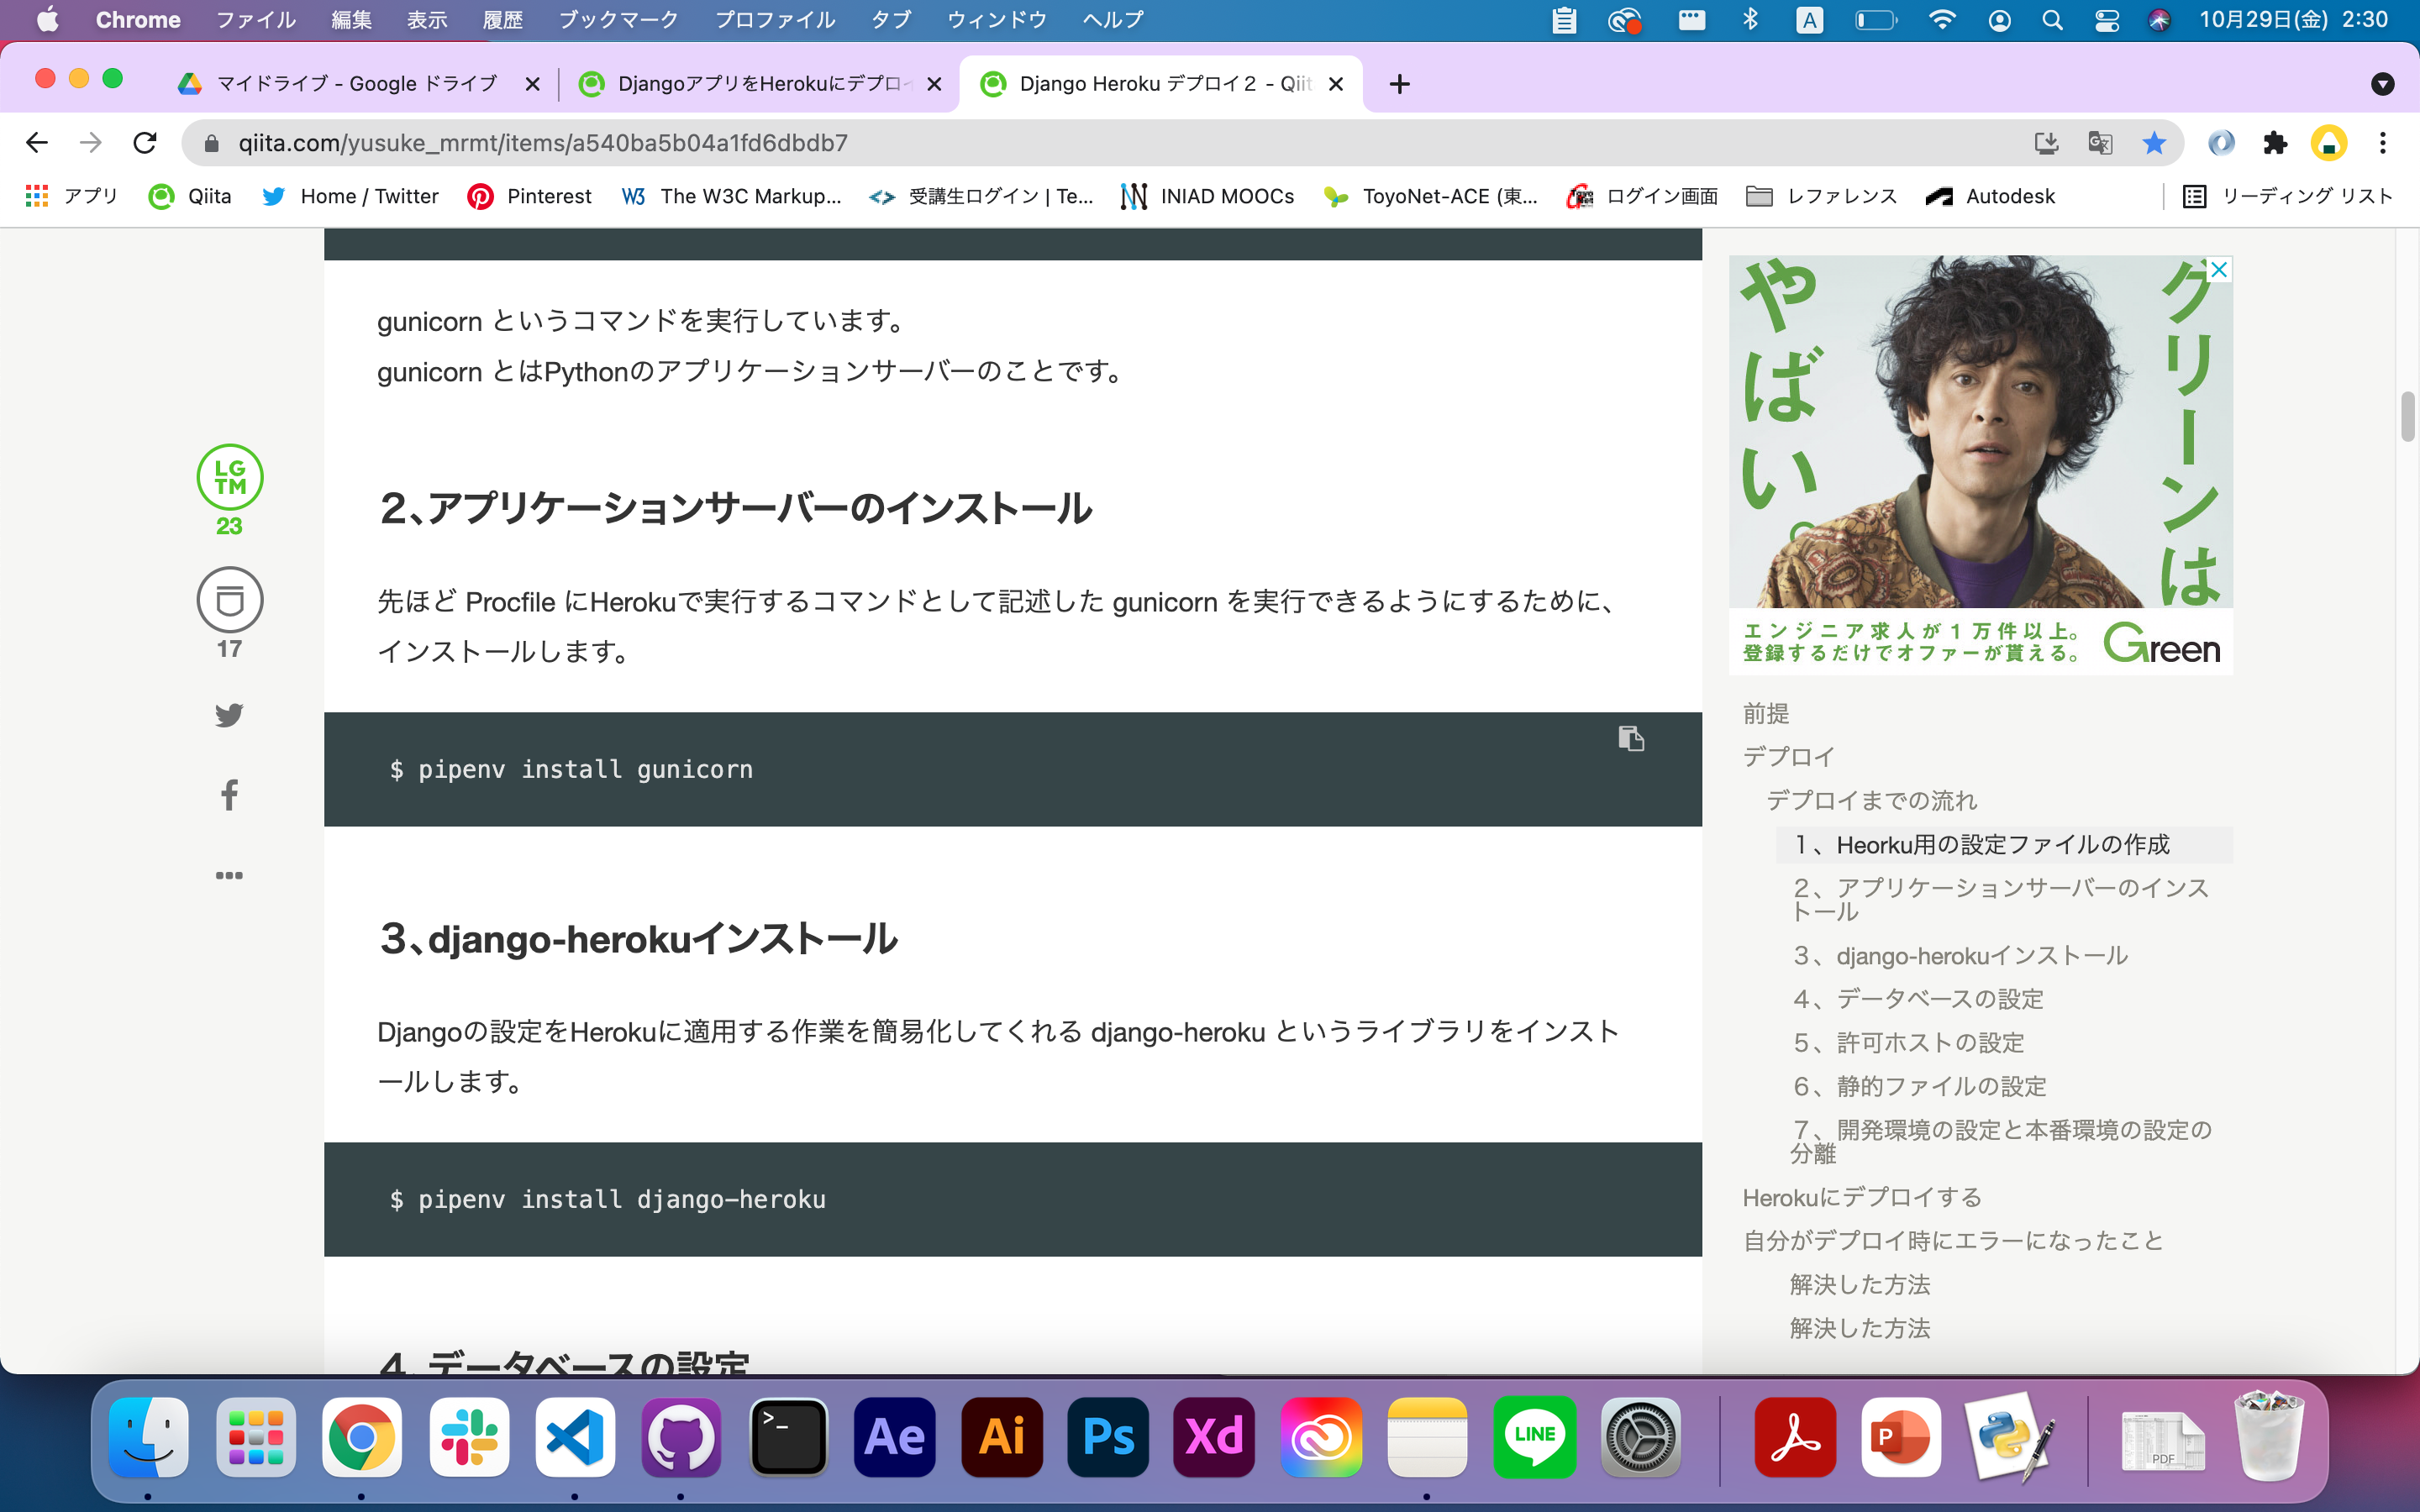 Chrome ファイル 編集 表示 履歴 ブックマーク プロファイル タブ ウィンドウ ヘルプ
A 10月29日(金) 2:30
マイドライブ - Google ドライブ
DjangoアプリをHerokuにデプロ
Django Heroku デプロイ２ - Qiit
qiita.com/yusuke_mrmt/items/a540ba5b04a1fd6dbdb7
アプリ Qiita Home / Twitter Pinterest The W3C Markup... 受講生ログイン | Te... INIAD MOOCs ToyoNet-ACE (東... ログイン画面 レファレンス Autodesk リーディング リスト
gunicorn というコマンドを実行しています。
gunicorn とはPythonのアプリケーションサーバーのことです。
LG
TM
23
17
２、アプリケーションサーバーのインストール
先ほど Procfile にHerokuで実行するコマンドとして記述した gunicorn を実行できるようにするために、
インストールします。
$ pipenv install gunicorn
３、django-herokuインストール
Djangoの設定をHerokuに適用する作業を簡易化してくれる django-heroku というライブラリをインスト
ールします。
$ pipenv install django-heroku
４、データベースの設定
グリーンは
やばい。
エンジニア求人が１万件以上。
登録するだけでオファーが貰える。
Green
前提
デプロイ
デプロイまでの流れ
１、Heorku用の設定ファイルの作成
２、アプリケーションサーバーのインス
トール
３、django-herokuインストール
４、データベースの設定
５、許可ホストの設定
６、静的ファイルの設定
７、開発環境の設定と本番環境の設定の
分離
Herokuにデプロイする
自分がデプロイ時にエラーになったこと
解決した方法
解決した方法
>_ Ae Ai Ps Xd LINE P PDF